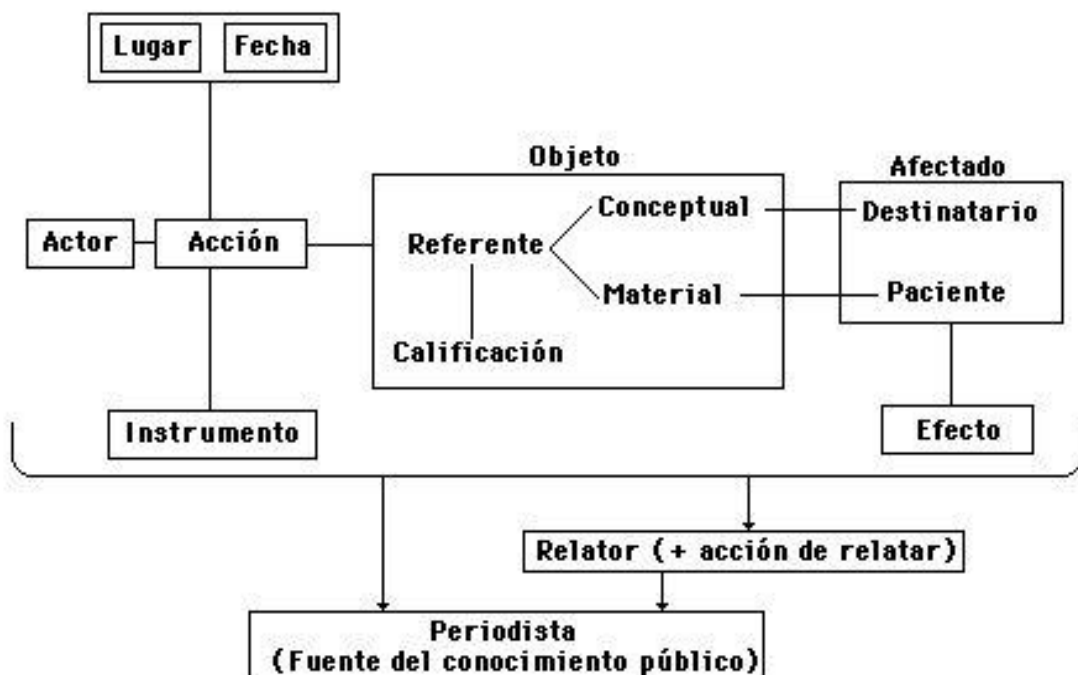 Lugar
Fecha
Objeto
Afectado
Actor
Acción
Referente
Conceptual
Material
Calificación
Destinatario
Paciente
Instrumento
Efecto
Relator (+ acción de relatar)
Periodista
(Fuente del conocimiento público)